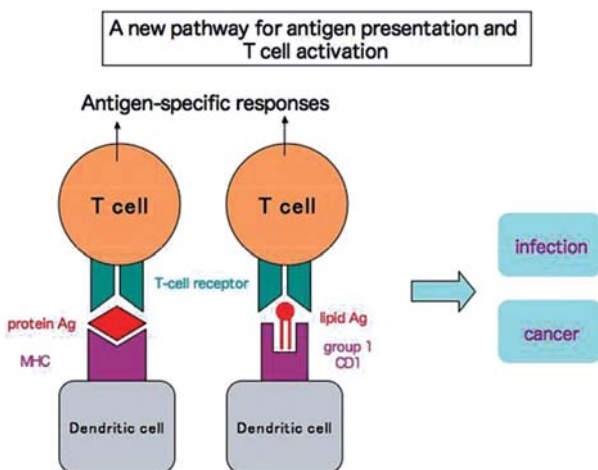 A new pathway for antigen presentation and
T cell activation
Antigen-specific responses
T cell
T cell
T-cell receptor
protein Ag
lipid Ag
MHC
group 1
CD1
Dendritic cell
Dendritic cell
infection
cancer